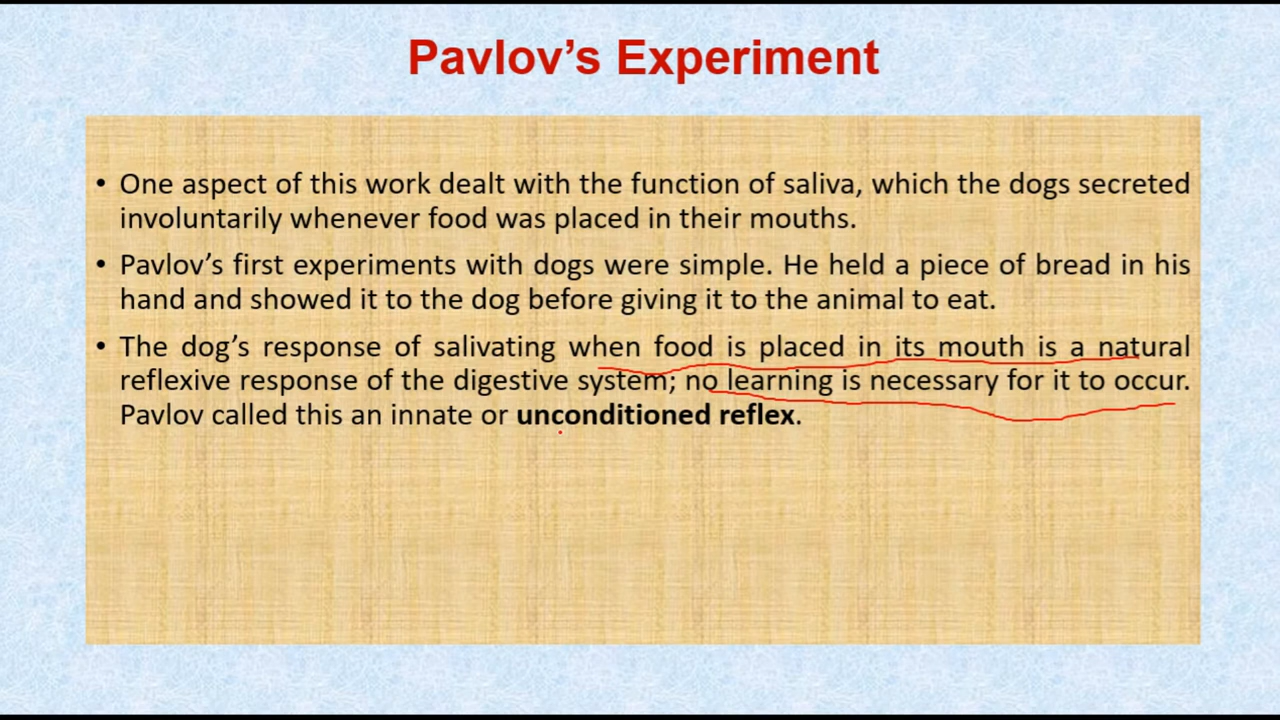 Pavlov’s Experiment
• One aspect of this work dealt with the function of saliva, which the dogs secreted
involuntarily whenever food was placed in their mouths.
• Pavlov’s first experiments with dogs were simple. He held a piece of bread in his
hand and showed it to the dog before giving it to the animal to eat.
• The dog’s response of salivating when food is placed in its mouth is a natural
reflexive response of the digestive system; no learning is necessary for it to occur.
Pavlov called this an innate or unconditioned reflex.